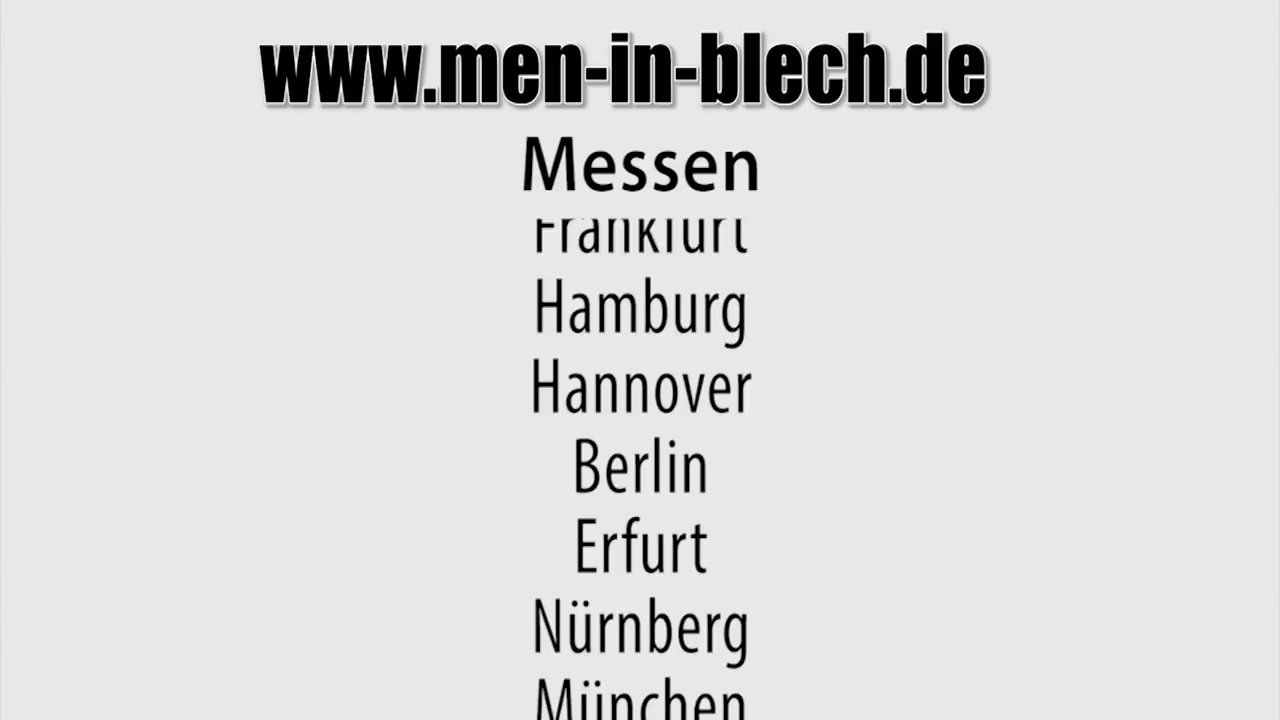 www.men-in-blech.de
Messen
Frankfurt
Hamburg
Hannover
Berlin
Erfurt
Nürnberg
München